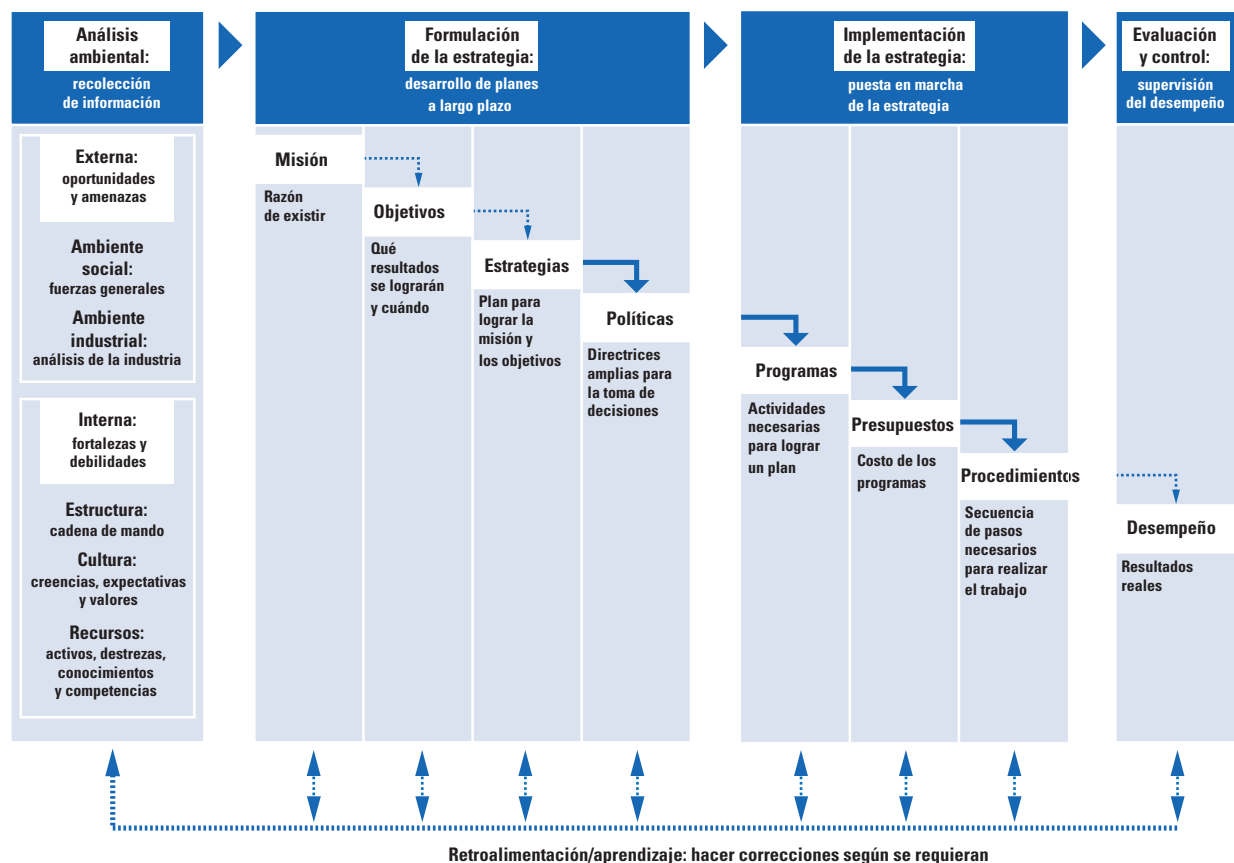 Análisis
ambiental:
recolección
de información
Externa:
oportunidades
y amenazas
Ambiente
social:
fuerzas generales
Ambiente
industrial:
análisis de la industria
Interna:
fortalezas y
debilidades
Estructura:
cadena de mando
Cultura:
creencias, expectativas
y valores
Recursos:
activos, destrezas,
conocimientos
y competencias
Formulación
de la estrategia:
desarrollo de planes
a largo plazo
Misión
Razón
de existir
Objetivos
Qué
resultados
se lograrán
y cuándo
Estrategias
Plan para
lograr la
misión y
los objetivos
Políticas
Directrices
amplias para
la toma de
decisiones
Implementación
de la estrategia:
puesta en marcha
de la estrategia
Programas
Actividades
necesarias
para lograr
un plan
Presupuestos
Costo de los
programas
Procedimientos
Secuencia
de pasos
necesarios
para realizar
el trabajo
Evaluación
y control:
supervisión
del desempeño
Desempeño
Resultados
reales
Retroalimentación/aprendizaje: hacer correcciones según se requieran